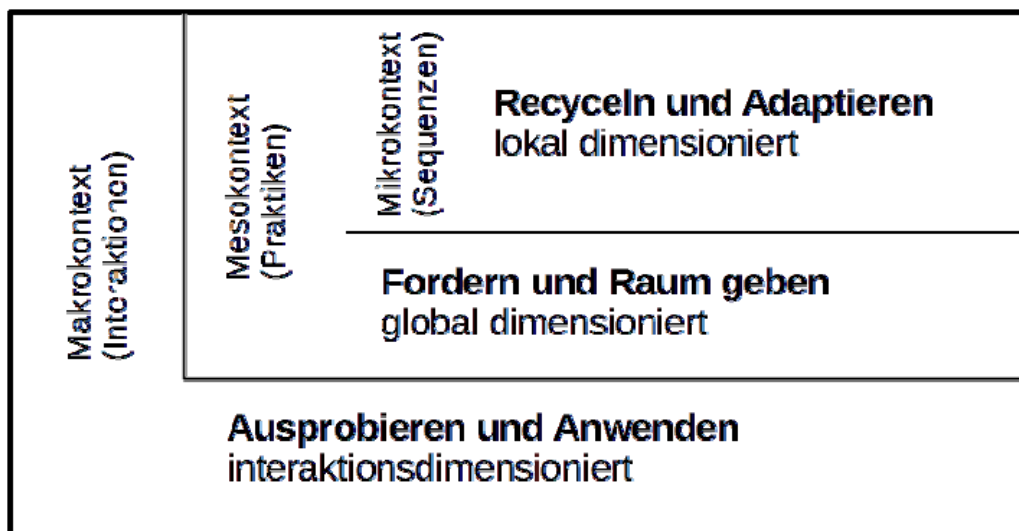 Makrokontext
(Interaktionen)
Mesokontext
(Praktiken)
Mikrokontext
(Sequenzen)
Recyceln und Adaptieren
lokal dimensioniert
Fordern und Raum geben
global dimensioniert
Ausprobieren und Anwenden
interaktionsdimensioniert